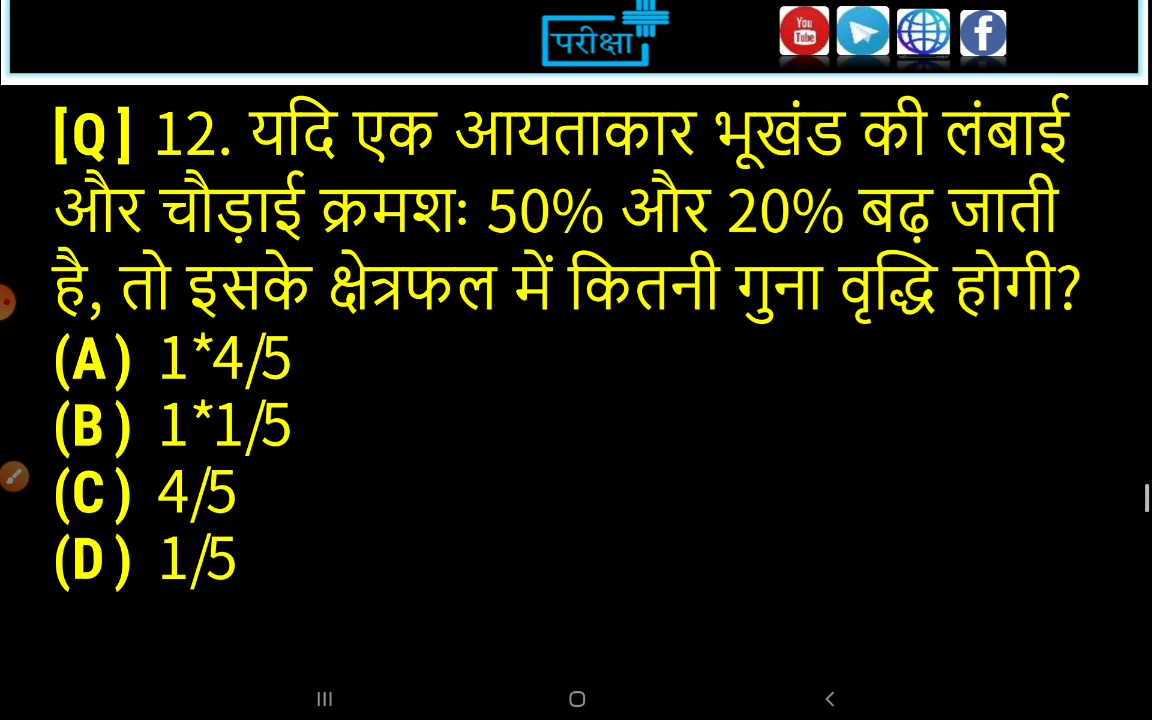 परीक्षा
You
Tube
[Q] 12. यदि एक आयताकार भूखंड की लंबाई
और चौड़ाई क्रमशः 50% और 20% बढ़ जाती
है, तो इसके क्षेत्रफल में कितनी गुना वृद्धि होगी?
(A) 1*4/5
(B) 1*1/5
(C) 4/5
(D) 1/5